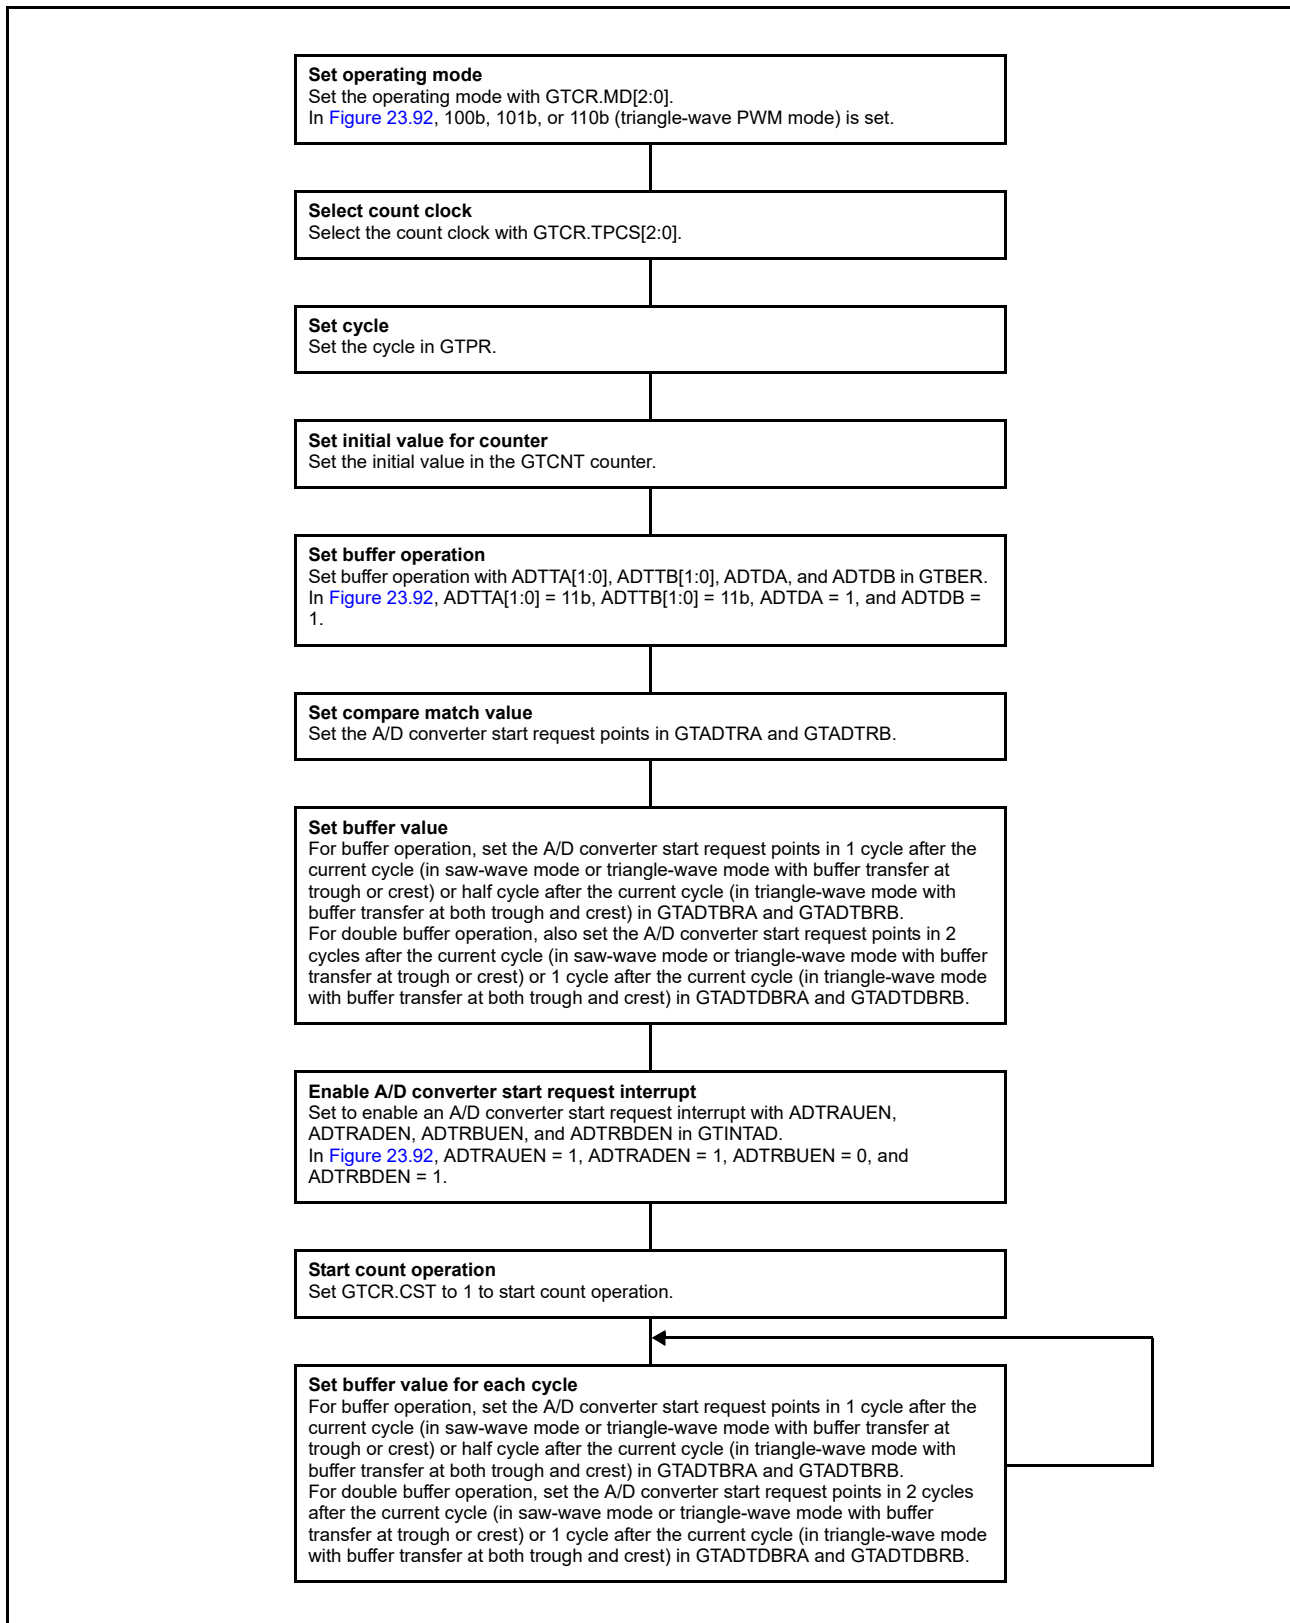 Set operating mode
Set the operating mode with GTCR.MD[2:0].
In Figure 23.92, 100b, 101b, or 110b (triangle-wave PWM mode) is set.
Select count clock
Select the count clock with GTCR.TPCS[2:0].
Set cycle
Set the cycle in GTPR.
Set initial value for counter
Set the initial value in the GTCNT counter.
Set buffer operation
Set buffer operation with ADTTA[1:0], ADTTB[1:0], ADTDA, and ADTDB in GTBER.
In Figure 23.92, ADTTA[1:0] = 11b, ADTTB[1:0] = 11b, ADTDA = 1, and ADTDB =
1.
Set compare match value
Set the A/D converter start request points in GTADTRA and GTADTRB.
Set buffer value
For buffer operation, set the A/D converter start request points in 1 cycle after the
current cycle (in saw-wave mode or triangle-wave mode with buffer transfer at
trough or crest) or half cycle after the current cycle (in triangle-wave mode with
buffer transfer at both trough and crest) in GTADTBRA and GTADTBRB.
For double buffer operation, also set the A/D converter start request points in 2
cycles after the current cycle (in saw-wave mode or triangle-wave mode with buffer
transfer at trough or crest) or 1 cycle after the current cycle (in triangle-wave mode
with buffer transfer at both trough and crest) in GTADTDBRA and GTADTDBRB.
Enable A/D converter start request interrupt
Set to enable an A/D converter start request interrupt with ADTRAUEN,
ADTRADEN, ADTRBUEN, and ADTRBDEN in GTINTAD.
In Figure 23.92, ADTRAUEN = 1, ADTRADEN = 1, ADTRBUEN = 0, and
ADTRBDEN = 1.
Start count operation
Set GTCR.CST to 1 to start count operation.
Set buffer value for each cycle
For buffer operation, set the A/D converter start request points in 1 cycle after the
current cycle (in saw-wave mode or triangle-wave mode with buffer transfer at
trough or crest) or half cycle after the current cycle (in triangle-wave mode with
buffer transfer at both trough and crest) in GTADTBRA and GTADTBRB.
For double buffer operation, set the A/D converter start request points in 2 cycles
after the current cycle (in saw-wave mode or triangle-wave mode with buffer
transfer at trough or crest) or 1 cycle after the current cycle (in triangle-wave mode
with buffer transfer at both trough and crest) in GTADTDBRA and GTADTDBRB.